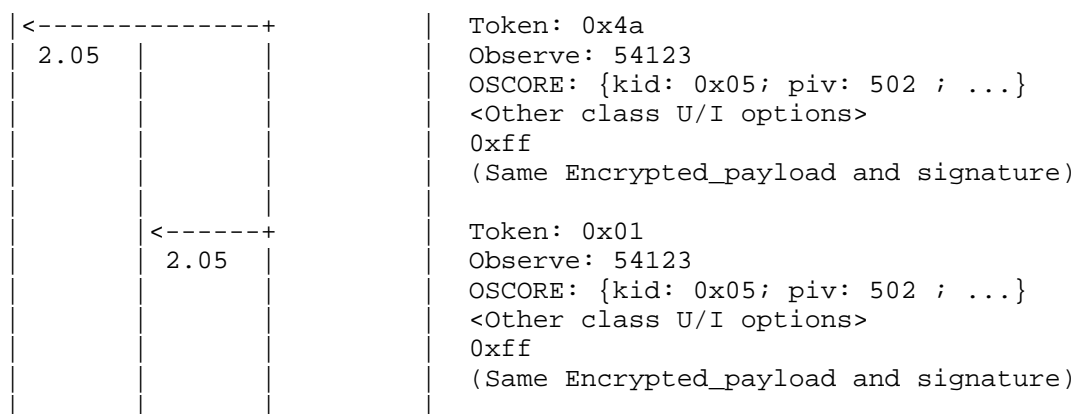 |<--------------+              |  Token: 0x4a
| 2.05  |       |              |  Observe: 54123
|       |       |              |  OSCORE: {kid: 0x05; piv: 502 ; ...}
|       |       |              |  <Other class U/I options>
|       |       |              |  0xff
|       |       |              |  (Same Encrypted_payload and signature)
|       |       |              |
|       |<------+              |  Token: 0x01
|       | 2.05  |              |  Observe: 54123
|       |       |              |  OSCORE: {kid: 0x05; piv: 502 ; ...}
|       |       |              |  <Other class U/I options>
|       |       |              |  0xff
|       |       |              |  (Same Encrypted_payload and signature)
|       |       |              |